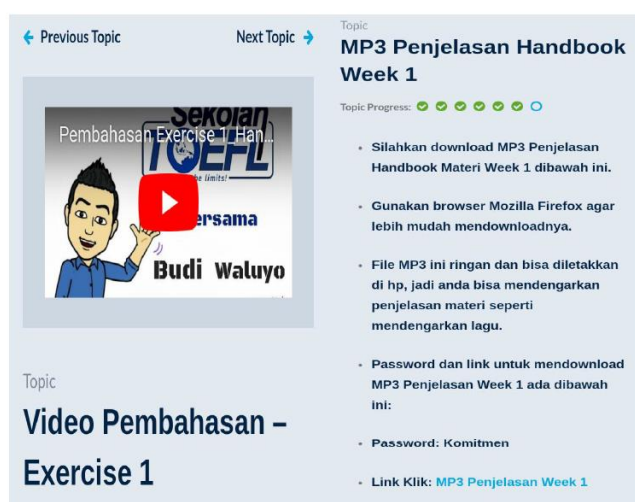 Previous Topic
Next Topic
Pembahasan Exercise 1 Han...
Sekolah
TOEFL
the limits!
ersama
Budi Waluyo
Topic
Video Pembahasan –
Exercise 1
Topic
MP3 Penjelasan Handbook
Week 1
Topic Progress:
Silahkan download MP3 Penjelasan
Handbook Materi Week 1 dibawah ini.
Gunakan browser Mozilla Firefox agar
lebih mudah mendownloadnya.
File MP3 ini ringan dan bisa diletakkan
di hp, jadi anda bisa mendengarkan
penjelasan materi seperti
mendengarkan lagu.
Password dan link untuk mendownload
MP3 Penjelasan Week 1 ada dibawah
ini:
Password: Komitmen
Link Klik: MP3 Penjelasan Week 1